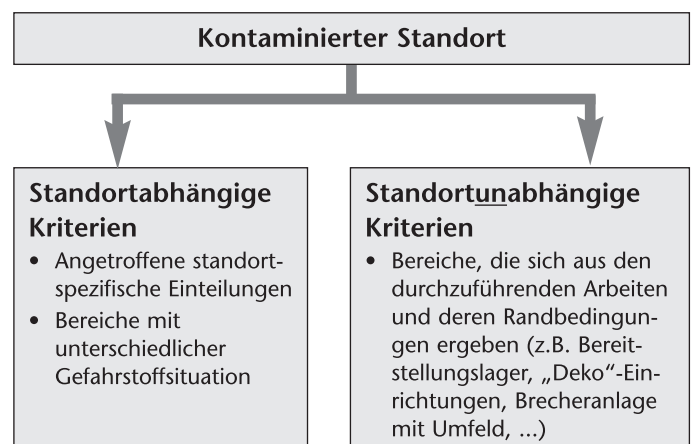 Kontaminierter Standort
Standortabhängige
Kriterien
• Angetroffene standort-
spezifische Einteilungen
• Bereiche mit
unterschiedlicher
Gefahrstoffsituation
Standortunabhängige
Kriterien
• Bereiche, die sich aus den
durchzuführenden Arbeiten
und deren Randbedingun-
gen ergeben (z.B. Bereit-
stellungslager, „Deko“-Ein-
richtungen, Brecheranlage
mit Umfeld, ...)